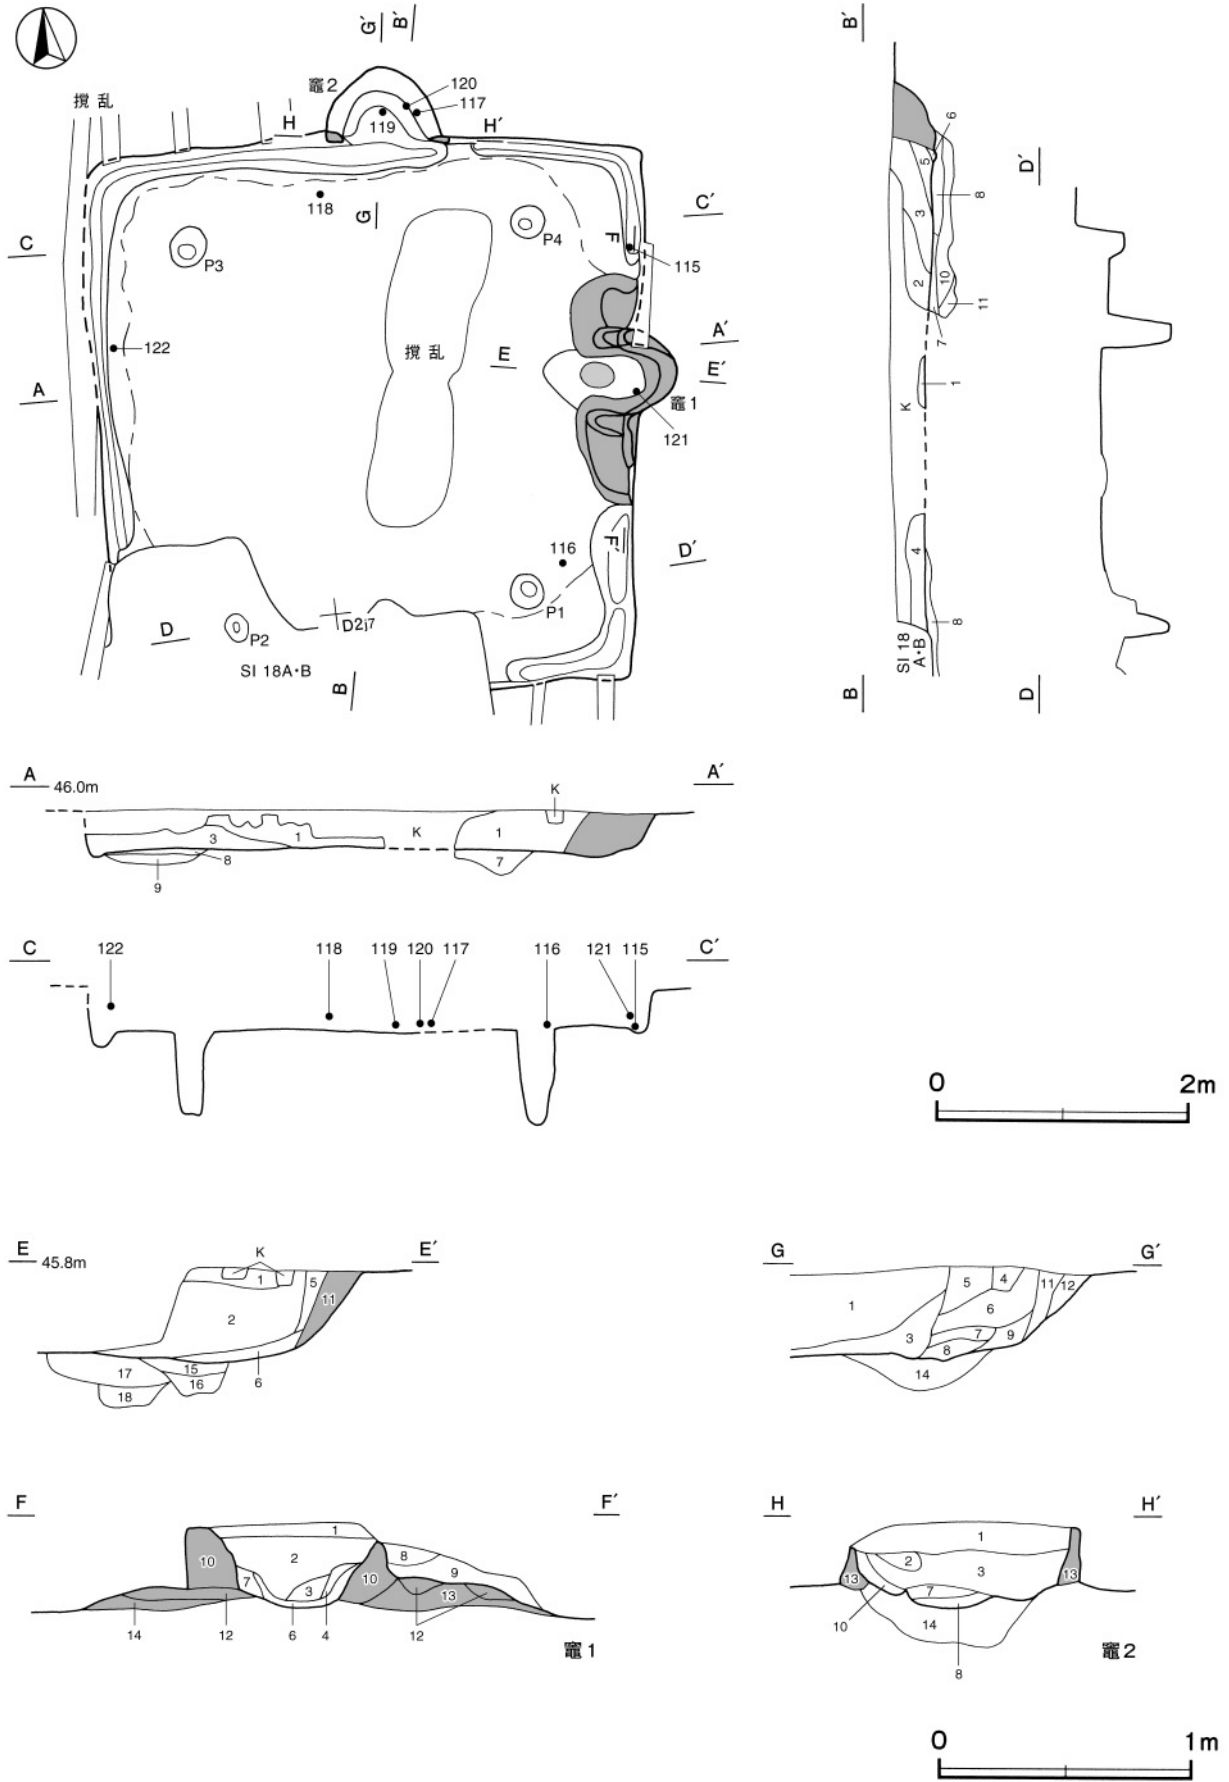 G′ B′
竈2
120
117
119
撹 乱
H H′
118
G
C C′
P3
P4
F
115
122
撹 乱
E
A′
E′
A
竈1
121
116
F′
D′
P1
D
P2
D2j7
SI 18A・B
B
B′
6
5
D′
8
3
2
10
11
7
1
K
4
8
SI 18
A・B
B
D
A 46.0m A′
K
3 1 K 1
8 7
9
C 122 118 119 120 117 116 121 115 C′
0 2m
E 45.8m E′
K
1 5
11
2
17 15
16 6
18
G G′
5 4 11 12
1 6
3 7 9
8
14
F F′
1
10 2 8
7 3 10 9
13
14 12 6 4 12
竈1
H H′
1
2 3
13 7 13
10 14
8
竈2
0 1m